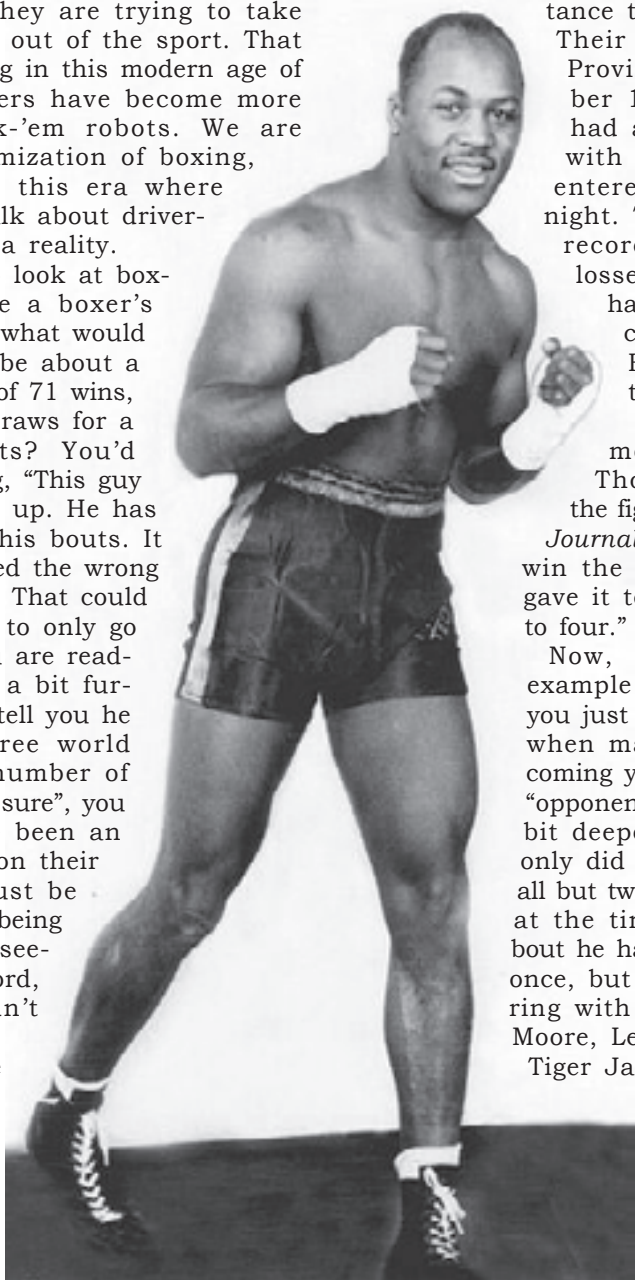 hey are trying to take
out of the sport. That
g in this modern age of
ers have become more
k-’em robots. We are
mization of boxing,
this era where
lk about driver-
a reality.
look at box-
e a boxer’s
what would
be about a
of 71 wins,
raws for a
ts? You’d
g, “This guy
up. He has
his bouts. It
ed the wrong
That could
to only go
are read-
a bit fur-
tell you he
ree world
number of
sure”, you
been an
on their
ust be
being
see-
ord,
n’t
tance t
Their
Provi
ber 1
had a
with
entere
night.
record
losse
ha
c
t
mo
Tho
the fig
Journal
win the
gave it to
to four.”
Now,
example
you just
when ma
coming y
“opponen
bit deepe
only did
all but tw
at the tim
bout he ha
once, but
ring with
Moore, Le
Tiger Ja